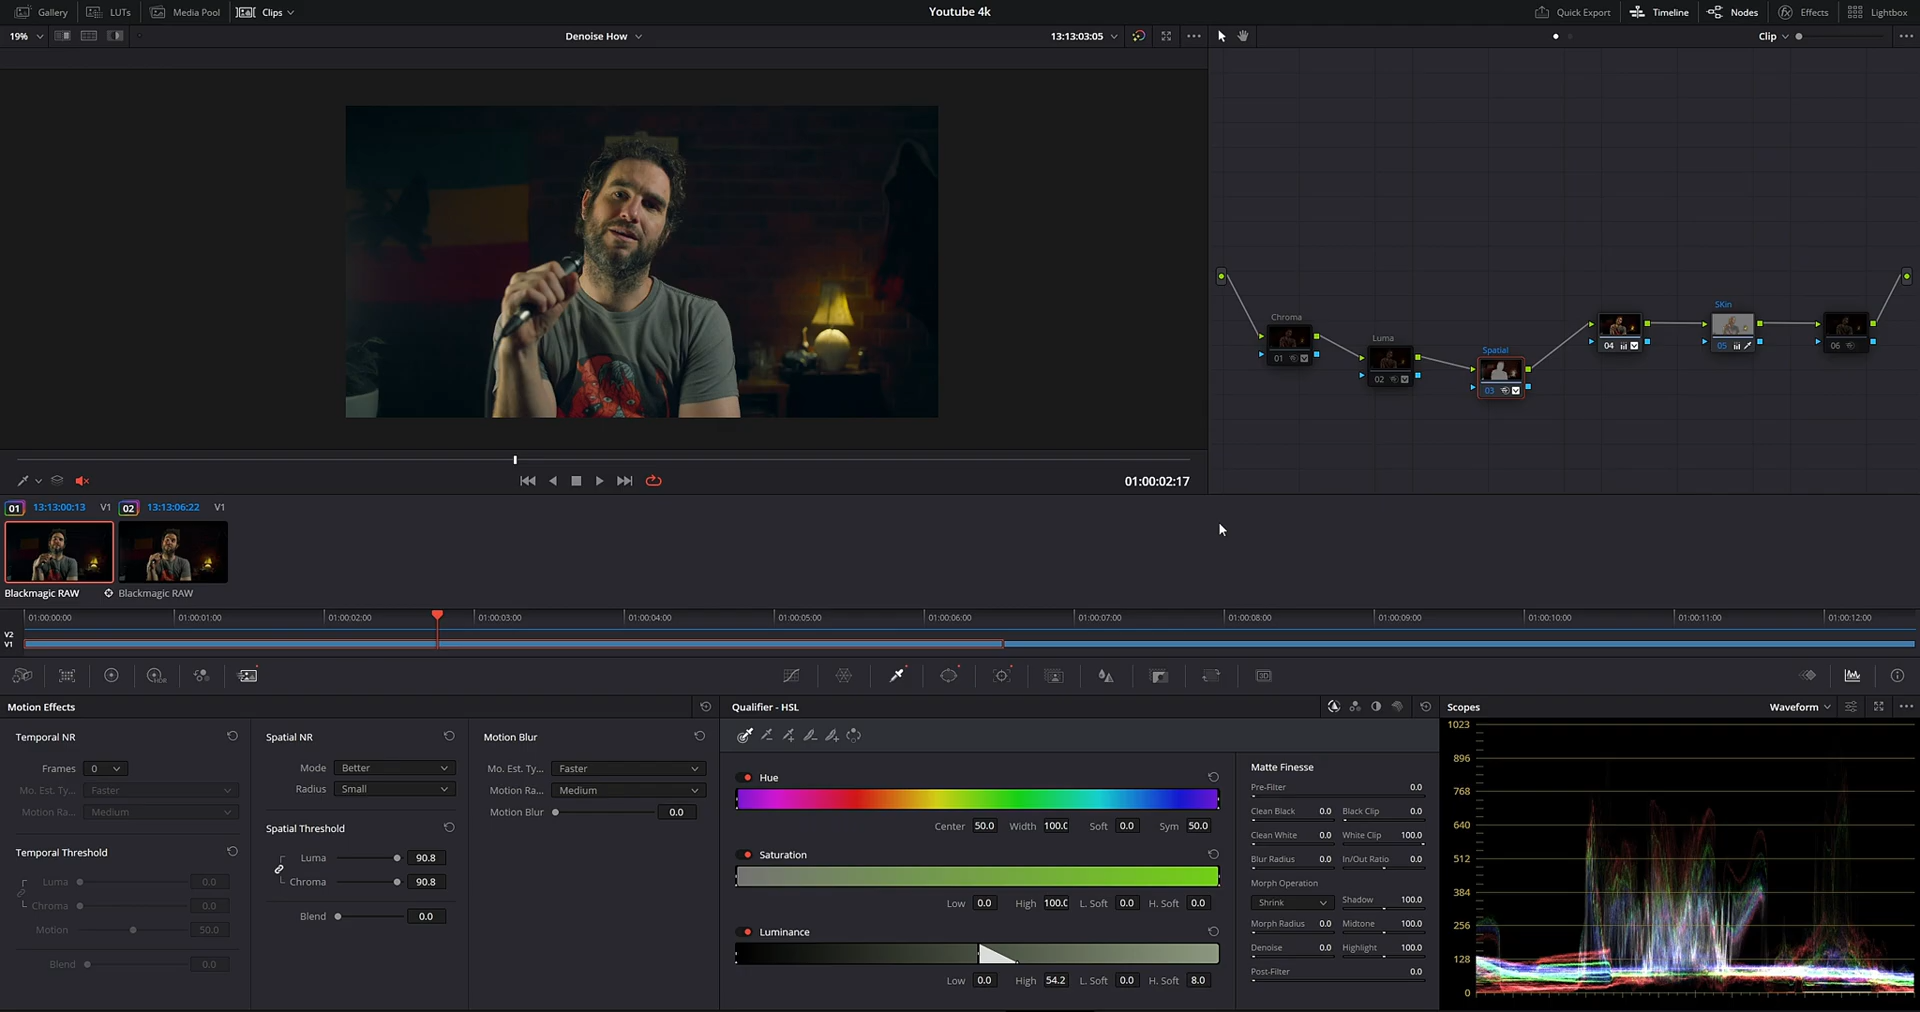 Gallery LUTs Media Pool Clips Youtube 4k Quick Export Timeline Nodes Effects Lightbox
19% Denoise How 13:13:03:05 Clip
Chroma
01
Luma
02
Spatial
03
04
SKin
05
06
01:00:02:17
01 13:13:00:13 V1 02 13:13:06:22 V1
Blackmagic RAW Blackmagic RAW
01:00:00:00 01:00:01:00 01:00:02:00 01:00:03:00 01:00:04:00 01:00:05:00 01:00:06:00 01:00:07:00 01:00:08:00 01:00:09:00 01:00:10:00 01:00:11:00 01:00:12:00
V2
V1
HDR 3D
Motion Effects
Temporal NR
Frames 0
Mo. Est. Ty... Faster
Motion Ra... Medium
Temporal Threshold
Luma 0.0
Chroma 0.0
Motion 50.0
Blend 0.0
Spatial NR
Mode Better
Radius Small
Spatial Threshold
Luma 90.8
Chroma 90.8
Blend 0.0
Motion Blur
Mo. Est. Ty... Faster
Motion Ra... Medium
Motion Blur 0.0
Qualifier - HSL
Hue
Center 50.0 Width 100.0 Soft 0.0 Sym 50.0
Saturation
Low 0.0 High 100.0 L. Soft 0.0 H. Soft 0.0
Luminance
Low 0.0 High 54.2 L. Soft 0.0 H. Soft 8.0
Matte Finesse
Pre-Filter 0.0
Clean Black 0.0 Black Clip 0.0
Clean White 0.0 White Clip 100.0
Blur Radius 0.0 In/Out Ratio 0.0
Morph Operation
Shrink Shadow 100.0
Morph Radius 0.0 Midtone 100.0
Denoise 0.0 Highlight 100.0
Post-Filter 0.0
Scopes Waveform
1023
896
768
640
512
384
256
128
0